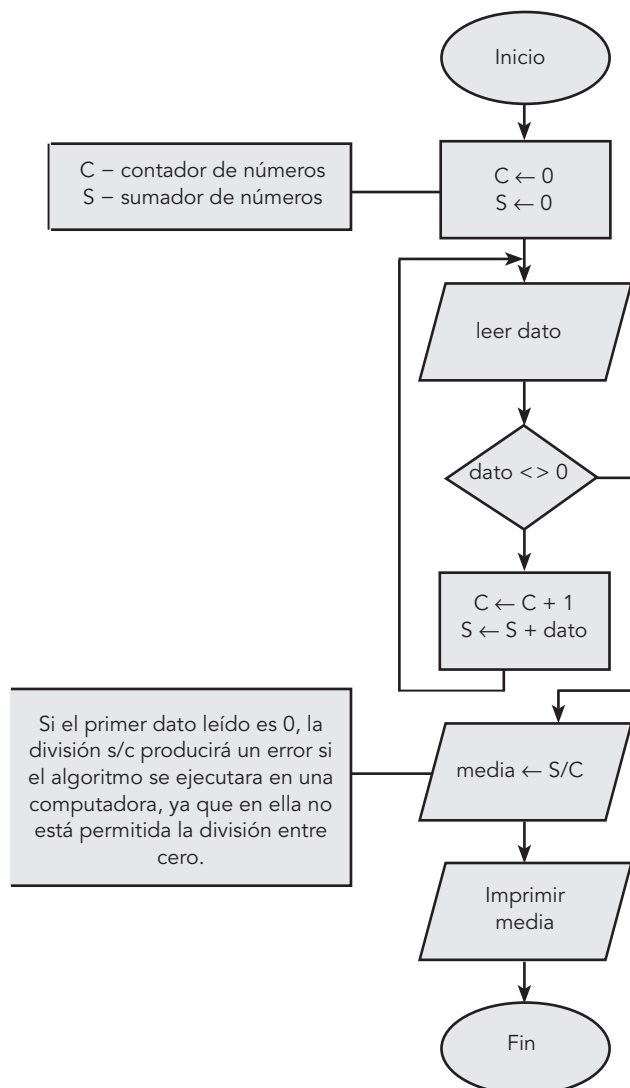 Inicio
C – contador de números
S – sumador de números
C ← 0
S ← 0
leer dato
dato <> 0
C ← C + 1
S ← S + dato
Si el primer dato leído es 0, la
división s/c producirá un error si
el algoritmo se ejecutara en una
computadora, ya que en ella no
está permitida la división entre
cero.
media ← S/C
Imprimir
media
Fin